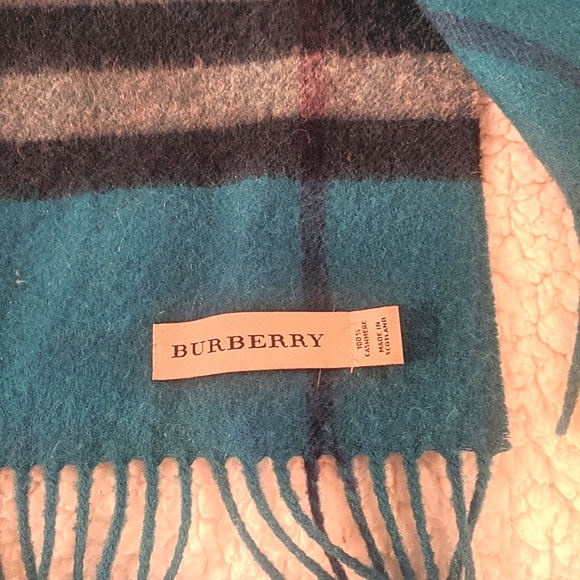 BURBERRY
100%
CASHMERE
MADE IN
SCOTLAND